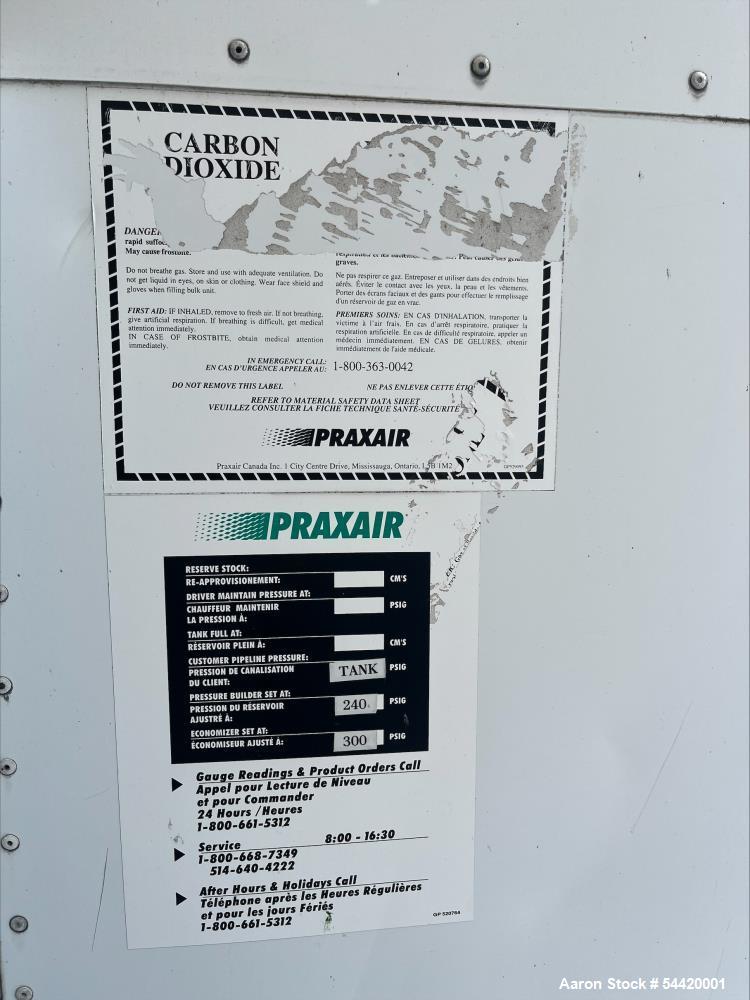 CARBON
DIOXIDE
DANGER
rapid
May cause frostbite.
graves.
Do not breathe gas. Store and use with adequate ventilation. Do
not get liquid in eyes, on skin or clothing. Wear face shield and
gloves when filling bulk unit.
Ne pas respirer ce gaz. Entreposer et utiliser dans des endroits bien
aérés. Éviter le contact avec les yeux, la peau et les vêtements.
Porter des écrans faciaux et des gants pour effectuer le remplissage
d'un réservoir de gaz en vrac.
FIRST AID: IF INHALED, remove to fresh air. If not breathing,
give artificial respiration. If breathing is difficult, get medical
attention immediately.
IN CASE OF FROSTBITE, obtain medical attention
immediately.
PREMIERS SOINS: EN CAS D'INHALATION, transporter la
victime à l'air frais. En cas d'arrêt respiratoire, pratiquer la
respiration artificielle. En cas de difficulté respiratoire, appeler un
médecin immédiatement. EN CAS DE GELURES, obtenir
immédiatement de l'aide médicale.
IN EMERGENCY CALL:
EN CAS D'URGENCE APPELER AU: 1-800-363-0042
DO NOT REMOVE THIS LABEL
NE PAS ENLEVER CETTE ÉTIQ
REFER TO MATERIAL SAFETY DATA SHEET
VEUILLEZ CONSULTER LA FICHE TECHNIQUE SANTÉ-SÉCURITÉ
PRAXAIR
Praxair Canada Inc. 1 City Centre Drive, Mississauga, Ontario, L5B 1M2
PRAXAIR
RESERVE STOCK:
RE-APPROVISIONEMENT: CM'S
DRIVER MAINTAIN PRESSURE AT:
CHAUFFEUR MAINTENIR PSIG
LA PRESSION À:
TANK FULL AT:
RÉSERVOIR PLEIN À: CM'S
CUSTOMER PIPELINE PRESSURE:
PRESSION DE CANALISATION TANK PSIG
DU CLIENT:
PRESSURE BUILDER SET AT:
PRESSION DU RÉSERVOIR 240 PSIG
AJUSTRÉ À:
ECONOMIZER SET AT:
ÉCONOMISEUR AJUSTÉ À: 300 PSIG
Gauge Readings & Product Orders Call
Appel pour Lecture de Niveau
et pour Commander
24 Hours /Heures
1-800-661-5312
Service 8:00 - 16:30
1-800-668-7349
514-640-4222
After Hours & Holidays Call
Téléphone après les Heures Régulières
et pour les jours Fériés
1-800-661-5312
GP 520764
Aaron Stock # 54420001